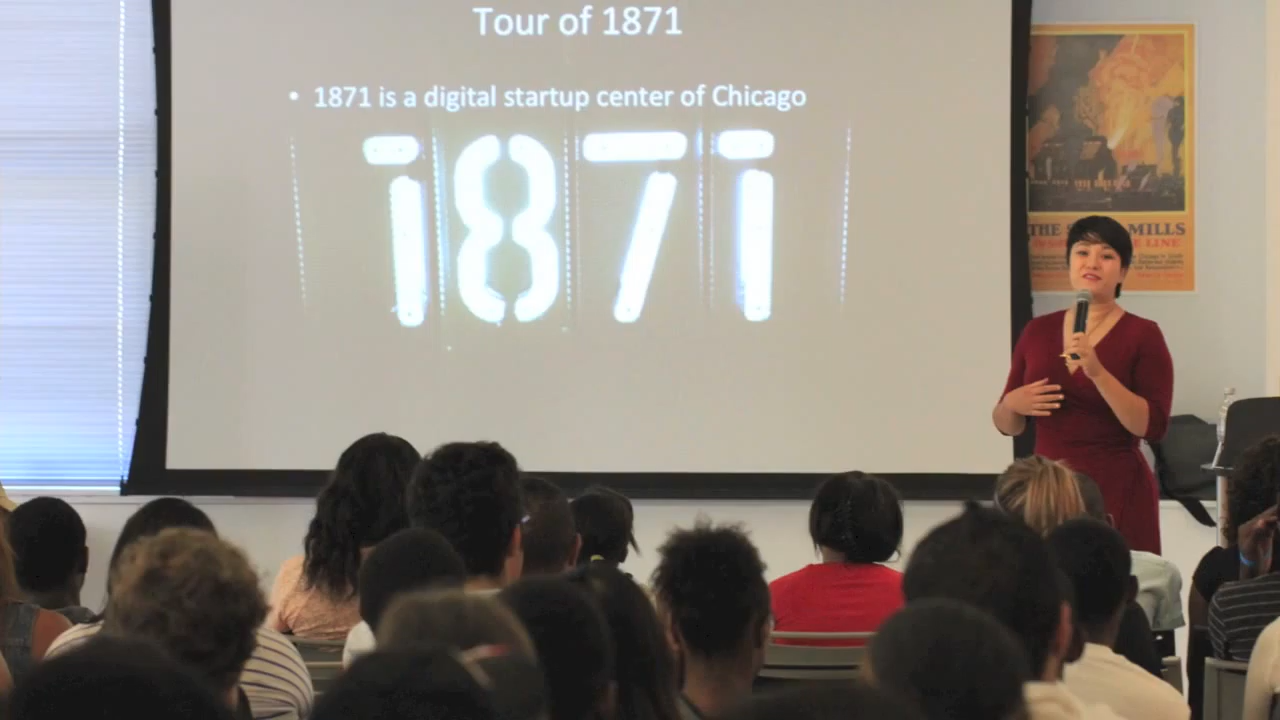 Tour of 1871
• 1871 is a digital startup center of Chicago
1871
THE MILLS
LINE